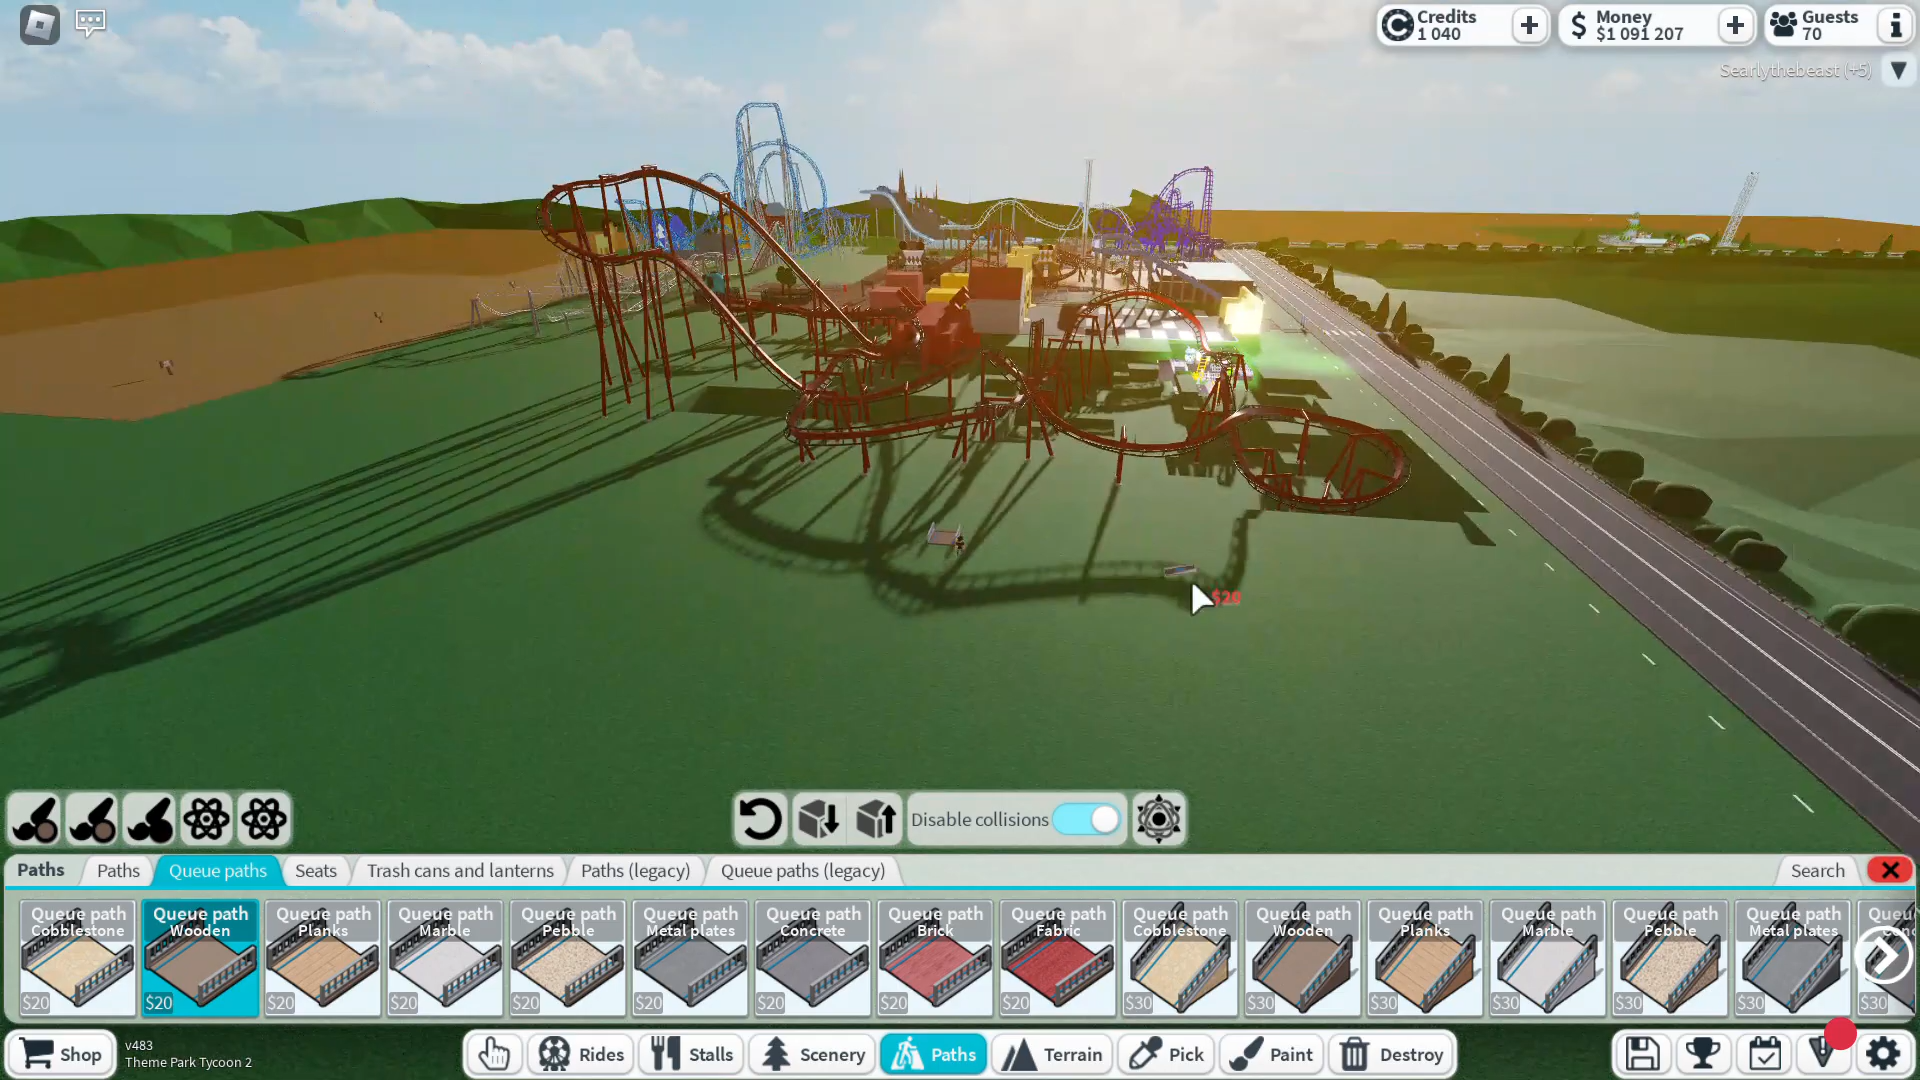 Credits
1 040
Money
$1 091 207
Guests
70
Searlythebeast (+5)
$20
Disable collisions
Paths
Paths
Queue paths
Seats
Trash cans and lanterns
Paths (legacy)
Queue paths (legacy)
Search
Queue path
Cobblestone
$20
Queue path
Wooden
$20
Queue path
Planks
$20
Queue path
Marble
$20
Queue path
Pebble
$20
Queue path
Metal plates
$20
Queue path
Concrete
$20
Queue path
Brick
$20
Queue path
Fabric
$20
Queue path
Cobblestone
$30
Queue path
Wooden
$30
Queue path
Planks
$30
Queue path
Marble
$30
Queue path
Pebble
$30
Queue path
Metal plates
$30
$30
Shop
v483
Theme Park Tycoon 2
Rides
Stalls
Scenery
Paths
Terrain
Pick
Paint
Destroy